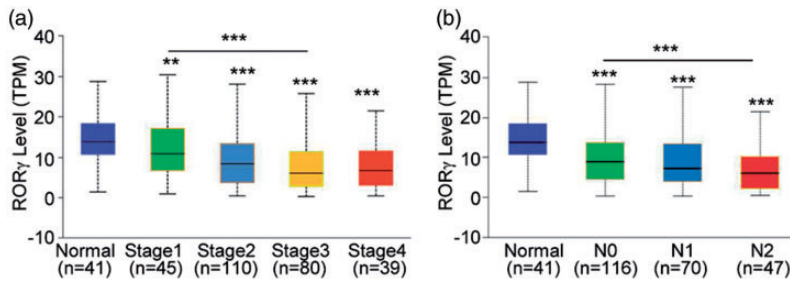 (a)
RORγ Level (TPM)
40
30
20
10
0
-10
***
**
***
***
***
Normal Stage1 Stage2 Stage3 Stage4
(n=41) (n=45) (n=110) (n=80) (n=39)
(b)
RORγ Level (TPM)
40
30
20
10
0
-10
***
***
***
***
Normal N0 N1 N2
(n=41) (n=116) (n=70) (n=47)